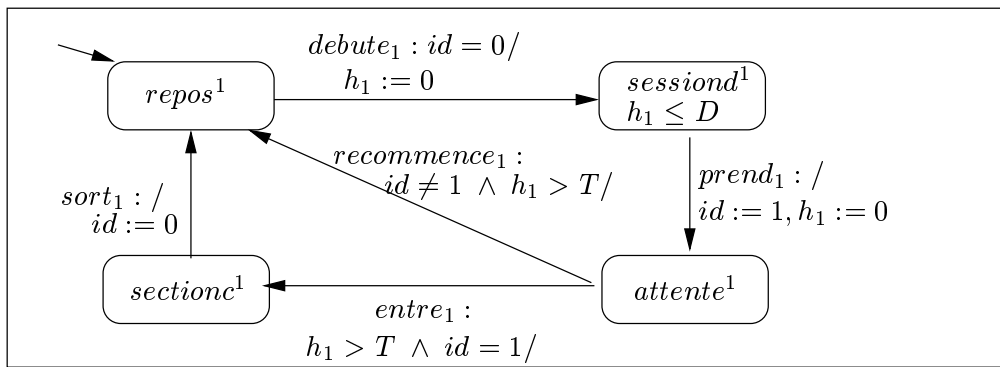 debute₁ : id = 0/
h₁ := 0
repos¹
sessiond¹
h₁ ≤ D
recommence₁ :
id ≠ 1 ∧ h₁ > T/
prend₁ : /
id := 1, h₁ := 0
sort₁ : /
id := 0
sectionc¹
attente¹
entre₁ :
h₁ > T ∧ id = 1/